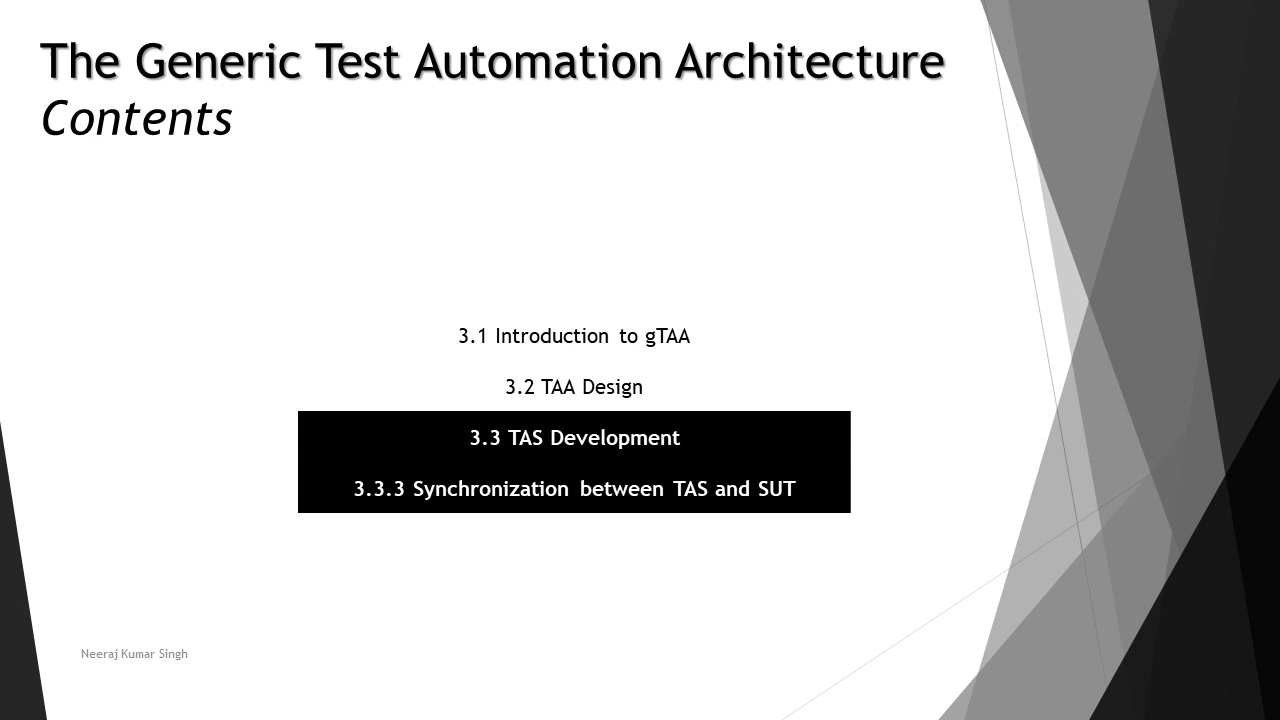 The Generic Test Automation Architecture
Contents
3.1 Introduction to gTAA
3.2 TAA Design
3.3 TAS Development
3.3.3 Synchronization between TAS and SUT
Neeraj Kumar Singh